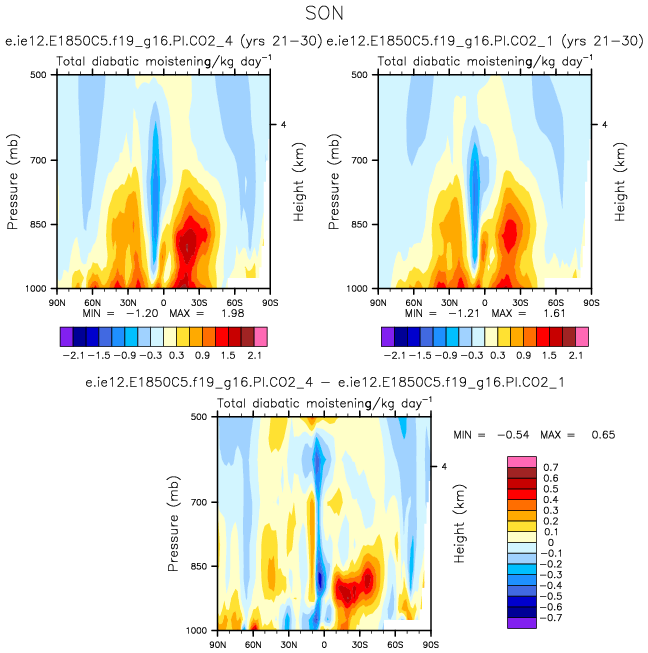 SON
e.ie12.E1850C5.f19_g16.PI.CO2_4 (yrs 21-30) e.ie12.E1850C5.f19_g16.PI.CO2_1 (yrs 21-30)
Total diabatic moistening/kg day-1 Total diabatic moistening/kg day-1
500 500
4 4
700 700
Pressure (mb) Height (km) Pressure (mb) Height (km)
850 850
1000 1000
90N 60N 30N 0 30S 60S 90S 90N 60N 30N 0 30S 60S 90S
MIN = -1.20 MAX = 1.98 MIN = -1.21 MAX = 1.61
-2.1 -1.5 -0.9 -0.3 0.3 0.9 1.5 2.1 -2.1 -1.5 -0.9 -0.3 0.3 0.9 1.5 2.1
e.ie12.E1850C5.f19_g16.PI.CO2_4 - e.ie12.E1850C5.f19_g16.PI.CO2_1
Total diabatic moistening/kg day-1
500
MIN = -0.54 MAX = 0.65
4
700
Pressure (mb) Height (km)
850
1000
90N 60N 30N 0 30S 60S 90S
0.7
0.6
0.5
0.4
0.3
0.2
0.1
0
-0.1
-0.2
-0.3
-0.4
-0.5
-0.6
-0.7